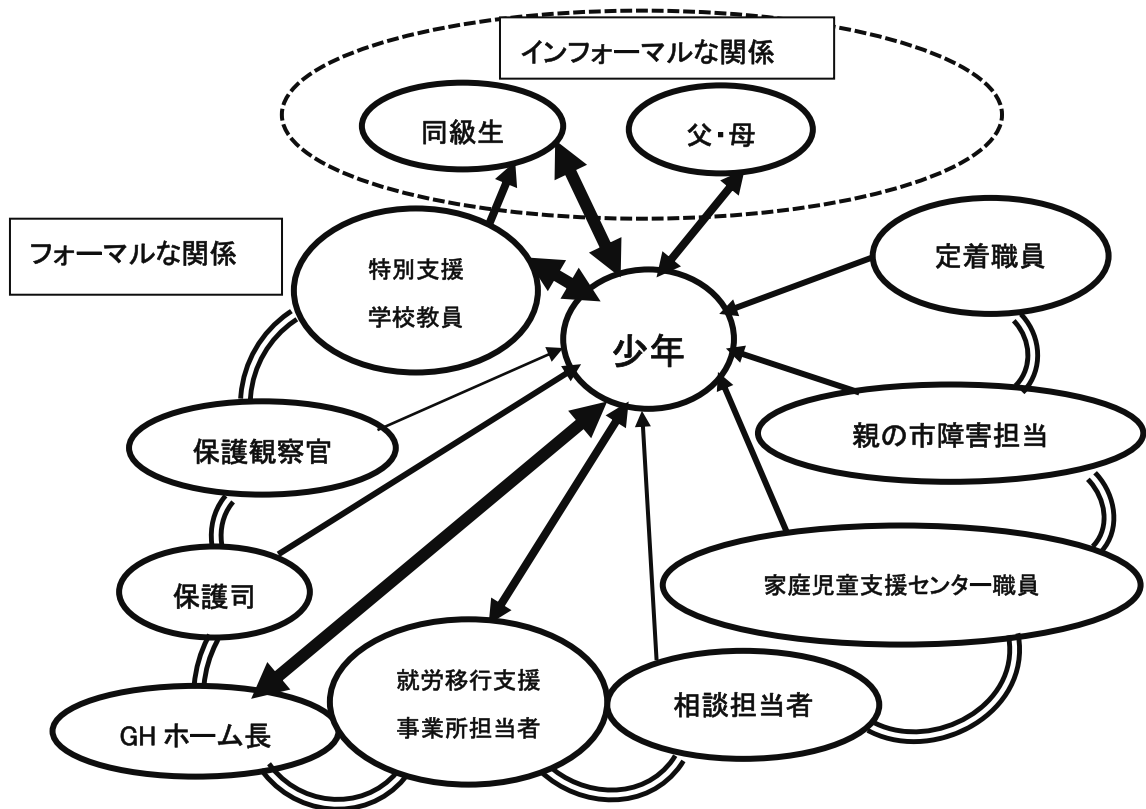 インフォーマルな関係
同級生
父・母
フォーマルな関係
特別支援
学校教員
定着職員
少年
保護観察官
親の市障害担当
保護司
家庭児童支援センター職員
就労移行支援
事業所担当者
相談担当者
GH ホーム長